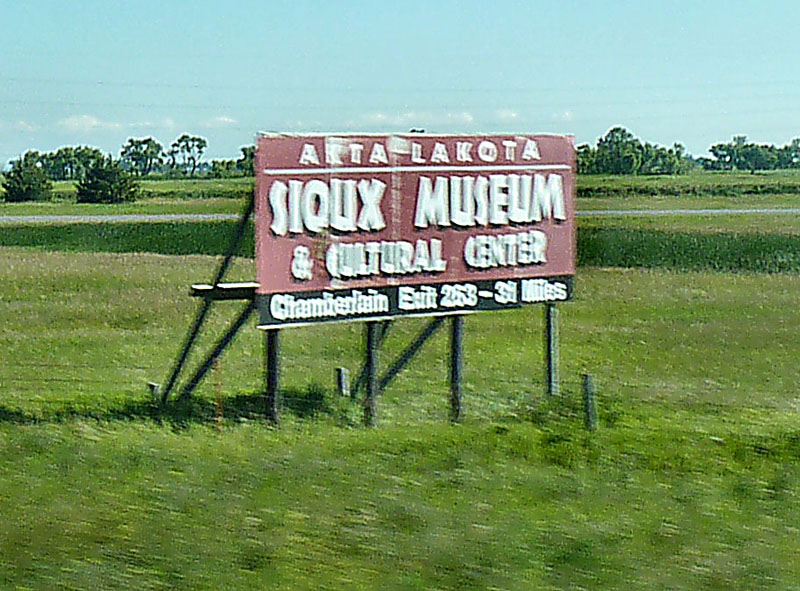 AKTA LAKOTA
SIOUX MUSEUM
& CULTURAL CENTER
Chamberlain Exit 263 - 31 Miles